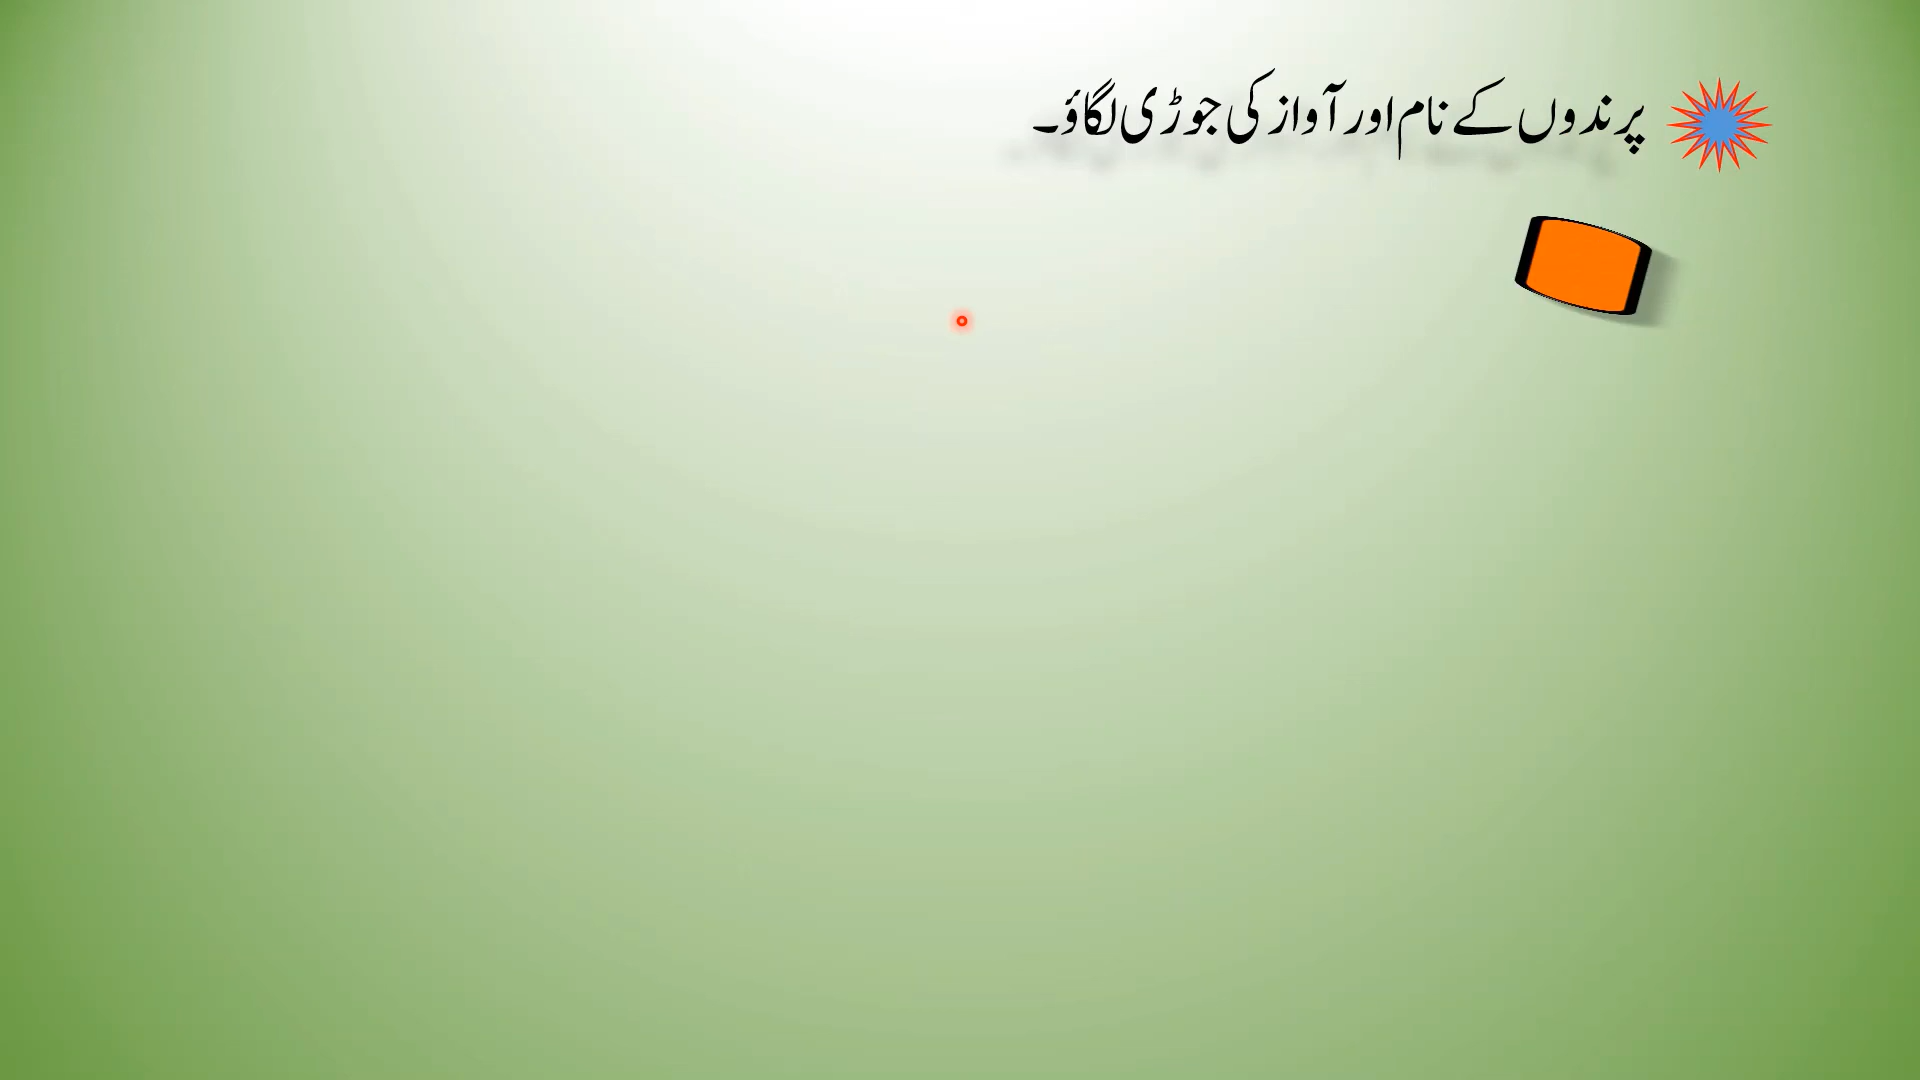 پرندوں کے نام اور آواز کی جوڑی لگاؤ۔